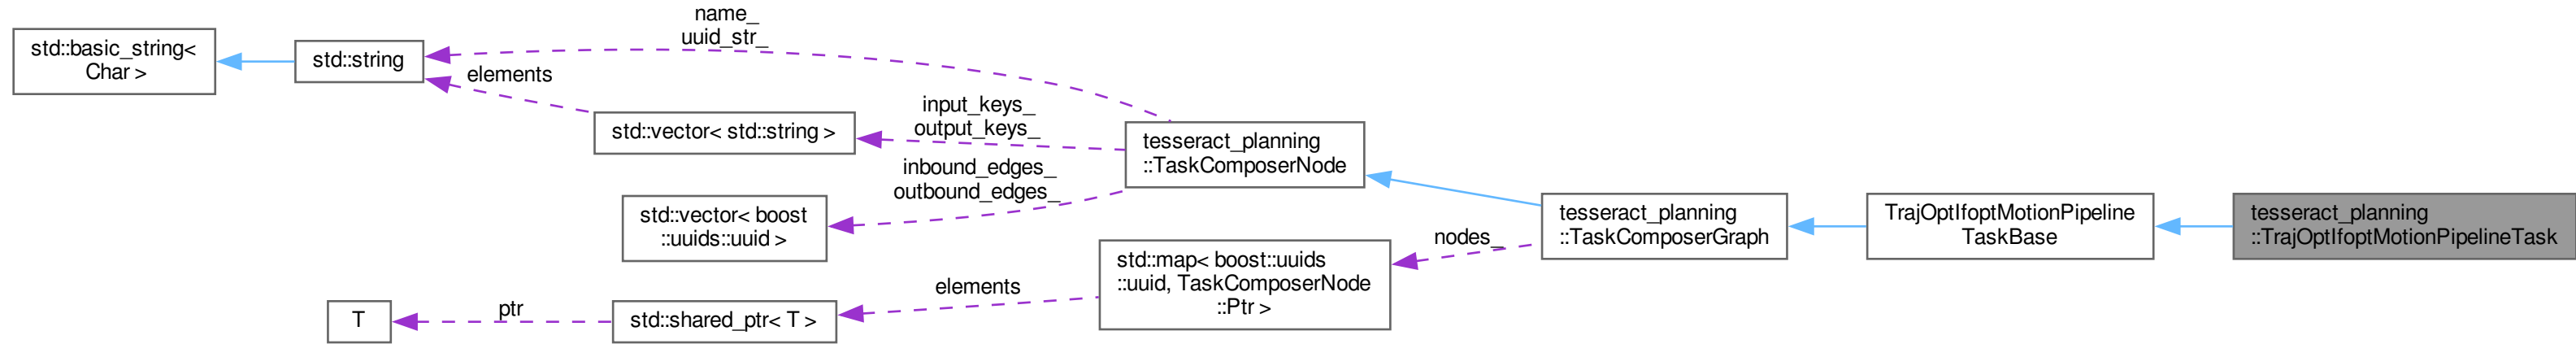 name_
uuid_str_
std::basic_string<
Char >
std::string
elements
input_keys_
output_keys_
std::vector< std::string >
tesseract_planning
::TaskComposerNode
inbound_edges_
outbound_edges_
std::vector< boost
::uuids::uuid >
tesseract_planning
::TaskComposerGraph
TrajOptIfoptMotionPipeline
TaskBase
tesseract_planning
::TrajOptIfoptMotionPipelineTask
nodes_
std::map< boost::uuids
::uuid, TaskComposerNode
::Ptr >
elements
std::shared_ptr< T >
ptr
T